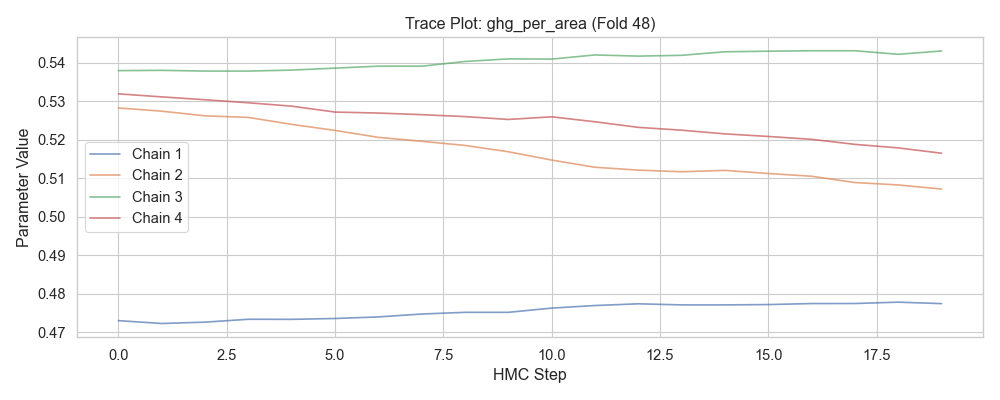 Trace Plot: ghg_per_area (Fold 48)
Parameter Value
0.54
0.53
0.52
0.51
0.50
0.49
0.48
0.47
Chain 1
Chain 2
Chain 3
Chain 4
0.0 2.5 5.0 7.5 10.0 12.5 15.0 17.5
HMC Step